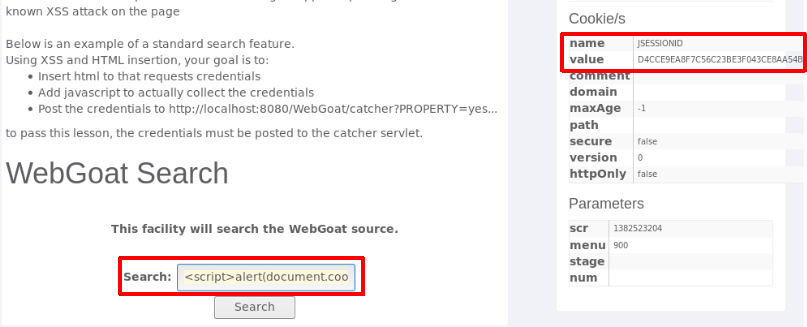 known XSS attack on the page
Below is an example of a standard search feature.
Using XSS and HTML insertion, your goal is to:
• Insert html to that requests credentials
• Add javascript to actually collect the credentials
• Post the credentials to http://localhost:8080/WebGoat/catcher?PROPERTY=yes...
to pass this lesson, the credentials must be posted to the catcher servlet.
WebGoat Search
This facility will search the WebGoat source.
Search: <script>alert(document.coo
Search
Cookie/s
name JSESSIONID
value D4CCE9EA8F7C56C23BE3F043CE8AA54B
comment
domain
maxAge -1
path
secure false
version 0
httpOnly false
Parameters
scr 1382523204
menu 900
stage
num